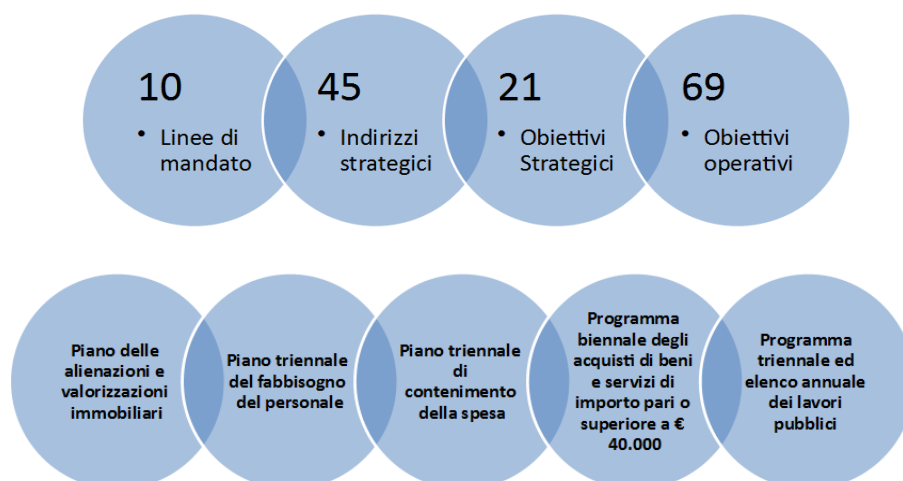 10
• Linee di
mandato
45
• Indirizzi
strategici
21
• Obiettivi
Strategici
69
• Obiettivi
operativi
Piano delle
alienazioni e
valorizzazioni
immobiliari
Piano triennale
del fabbisogno
del personale
Piano triennale
di
contenimento
della spesa
Programma
biennale degli
acquisti di beni
e servizi di
importo pari o
superiore a €
40.000
Programma
triennale ed
elenco annuale
dei lavori
pubblici